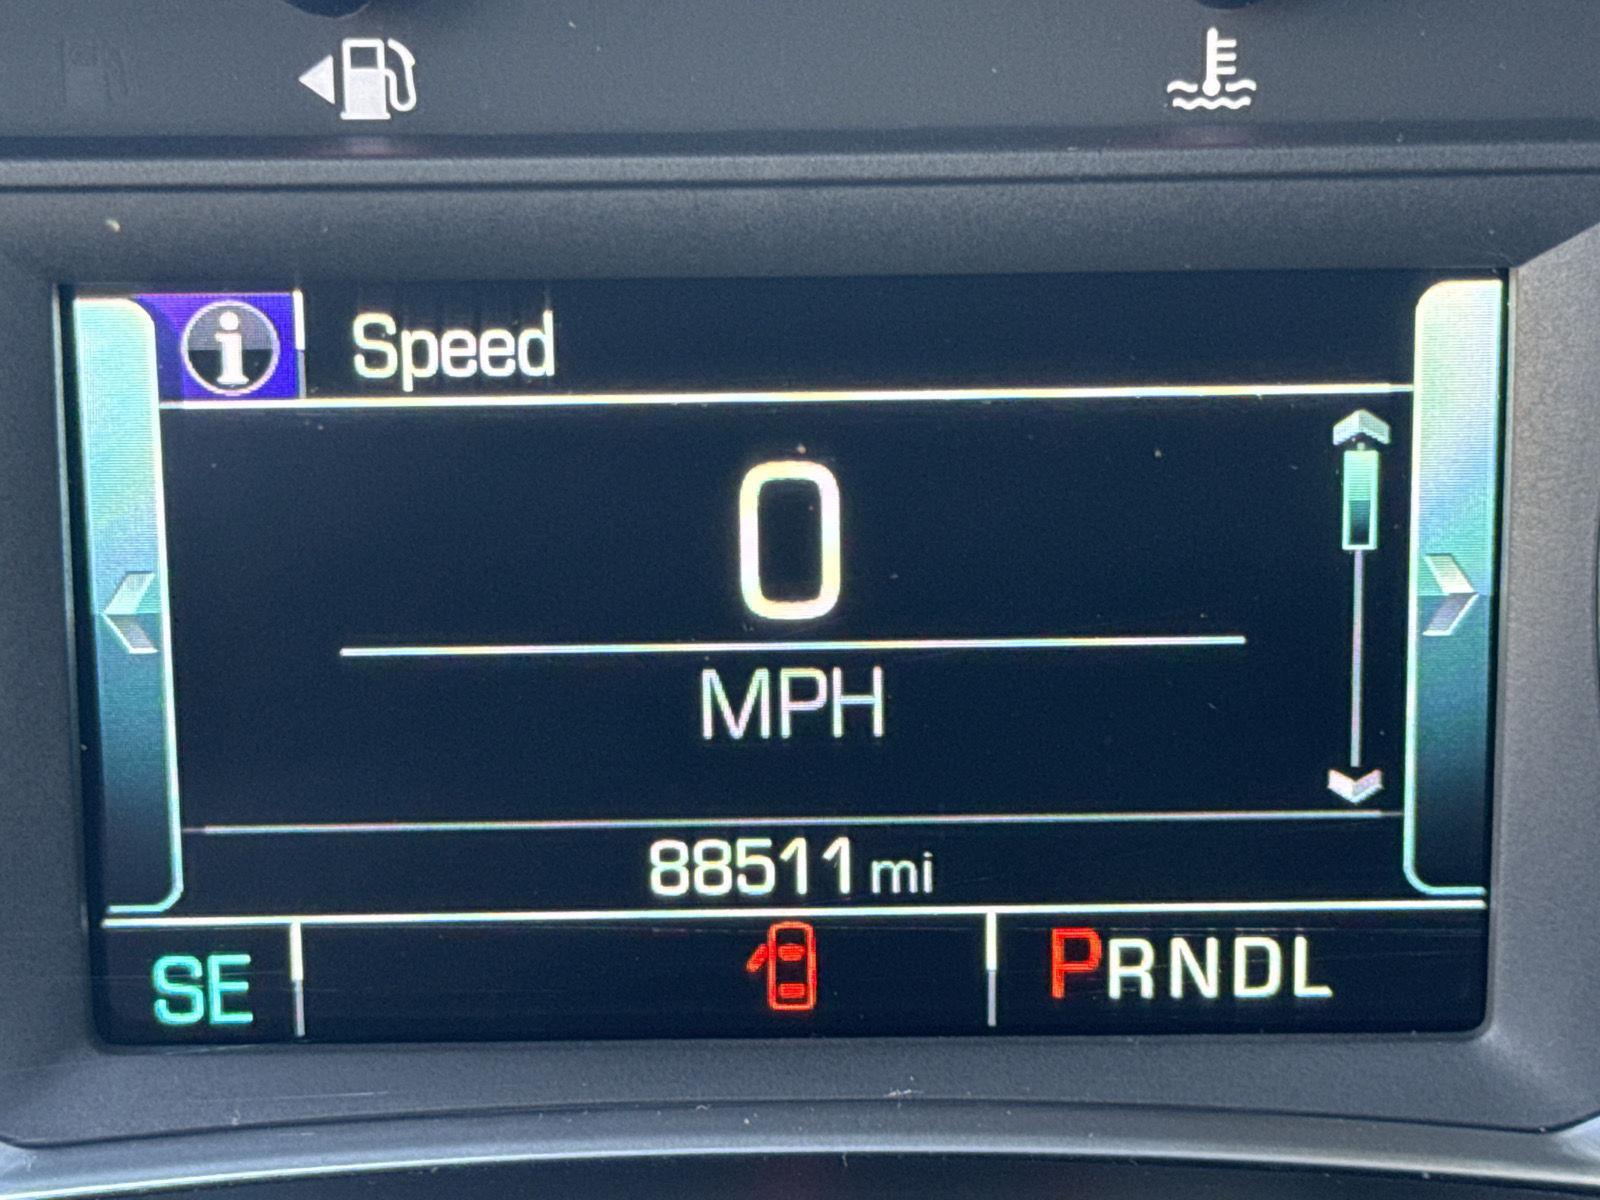 Speed
0
MPH
88511 mi
SE
PRNDL